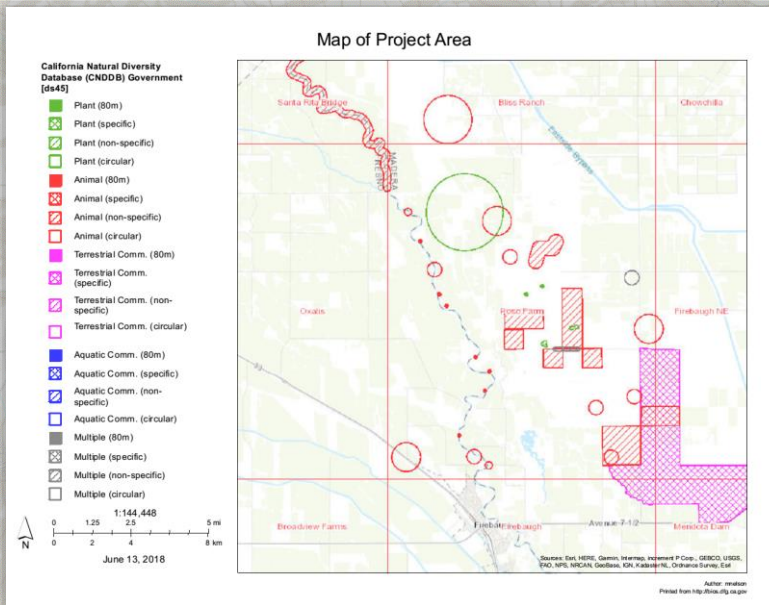 Map of Project Area
California Natural Diversity
Database (CNDDB) Government
[ds45]
Plant (80m)
Plant (specific)
Plant (non-specific)
Plant (circular)
Animal (80m)
Animal (specific)
Animal (non-specific)
Animal (circular)
Terrestrial Comm. (80m)
Terrestrial Comm.
(specific)
Terrestrial Comm. (non-
specific)
Terrestrial Comm. (circular)
Aquatic Comm. (80m)
Aquatic Comm. (specific)
Aquatic Comm. (non-
specific)
Aquatic Comm. (circular)
Multiple (80m)
Multiple (specific)
Multiple (non-specific)
Multiple (circular)
1:144,448
0 1.25 2.5 5 mi
0 2 4 8 km
N
June 13, 2018
Santa Rita Bridge
Bliss Ranch
Chowchilla
Eastside Bypass
MADERA
FRESNO
Oxalis
Firebaugh NE
33
Broadview Farms
Firebaugh
Avenue 7-1/2
Mendota Dam
Sources: Esri, HERE, Garmin, Intermap, increment P Corp., GEBCO, USGS,
FAO, NPS, NRCAN, GeoBase, IGN, Kadaster NL, Ordnance Survey, Esri
Author: mnelson
Printed from http://bios.dfg.ca.gov